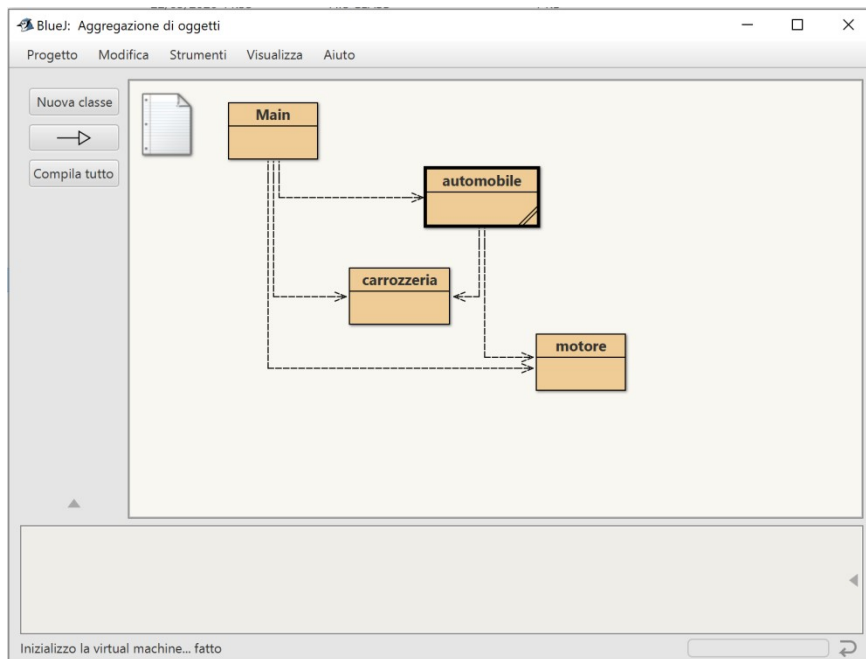 BlueJ: Aggregazione di oggetti
Progetto Modifica Strumenti Visualizza Aiuto
Nuova classe
Compila tutto
Main
automobile
carrozzeria
motore
Inizializzo la virtual machine... fatto